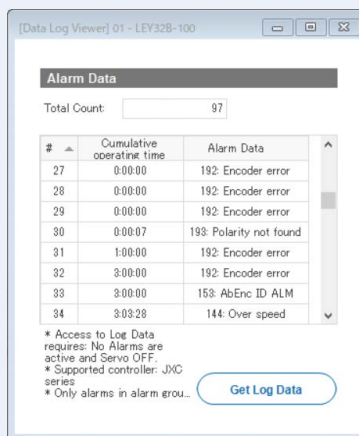 [Data Log Viewer] 01 - LEY32B-100
Alarm Data
Total Count: 97
# Cumulative operating time Alarm Data
27 0:00:00 192: Encoder error
28 0:00:00 192: Encoder error
29 0:00:00 192: Encoder error
30 0:00:07 193: Polarity not found
31 1:00:00 192: Encoder error
32 3:00:00 192: Encoder error
33 3:00:00 153: AbEnc ID ALM
34 3:03:28 144: Over speed
* Access to Log Data
requires: No Alarms are
active and Servo OFF.
* Supported controller: JXC
series
* Only alarms in alarm grou...
Get Log Data